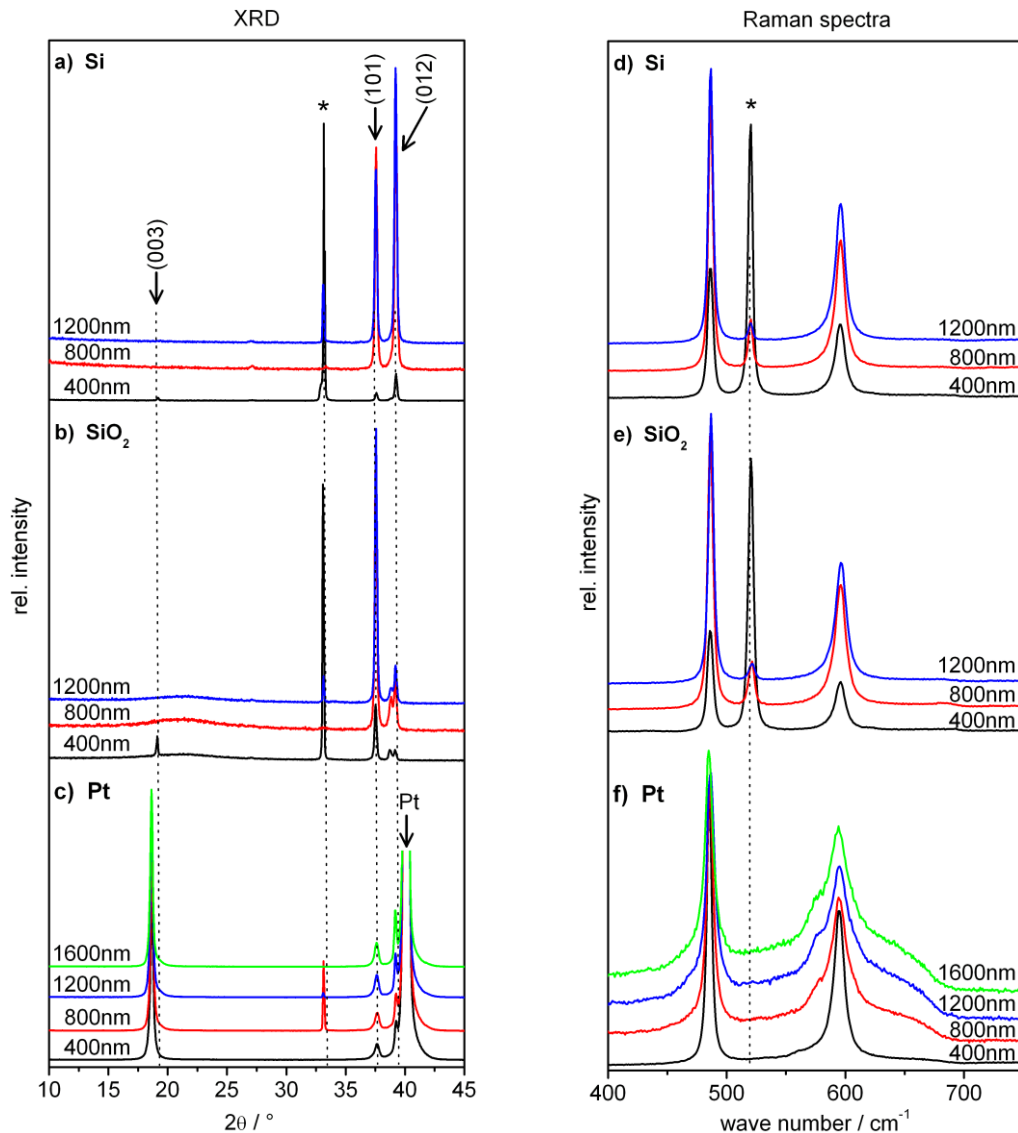 XRD
a) Si
*
(101)
(012)
(003)
1200nm
800nm
400nm
b) SiO₂
1200nm
800nm
400nm
c) Pt
Pt
1600nm
1200nm
800nm
400nm
10 15 20 25 30 35 40 45
2θ / °
rel. intensity
Raman spectra
d) Si
*
1200nm
800nm
400nm
e) SiO₂
1200nm
800nm
400nm
f) Pt
1600nm
1200nm
800nm
400nm
400 500 600 700
wave number / cm⁻¹
rel. intensity